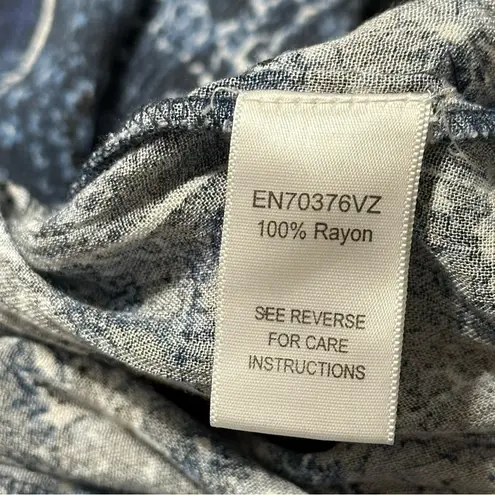 EN70376VZ
100% Rayon
SEE REVERSE
FOR CARE
INSTRUCTIONS